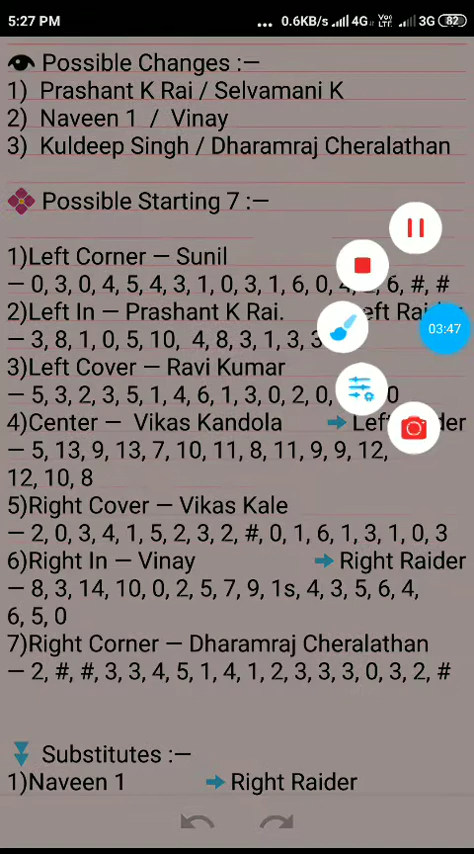 5:27 PM ... 0.6KB/s 4G Vo) LTE 3G 82
Possible Changes :—
1) Prashant K Rai / Selvamani K
2) Naveen 1 / Vinay
3) Kuldeep Singh / Dharamraj Cheralathan
Possible Starting 7 :—
1)Left Corner — Sunil
— 0, 3, 0, 4, 5, 4, 3, 1, 0, 3, 1, 6, 0, 6, #, #
2)Left In — Prashant K Rai.
— 3, 8, 1, 0, 5, 10, 4, 8, 3, 1, 3,
03:47
3)Left Cover — Ravi Kumar
— 5, 3, 2, 3, 5, 1, 4, 6, 1, 3, 0, 2, 0, 0
4)Center — Vikas Kandola
— 5, 13, 9, 13, 7, 10, 11, 8, 11, 9, 9, 12,
12, 10, 8
5)Right Cover — Vikas Kale
— 2, 0, 3, 4, 1, 5, 2, 3, 2, #, 0, 1, 6, 1, 3, 1, 0, 3
6)Right In — Vinay ➔ Right Raider
— 8, 3, 14, 10, 0, 2, 5, 7, 9, 1s, 4, 3, 5, 6, 4,
6, 5, 0
7)Right Corner — Dharamraj Cheralathan
— 2, #, #, 3, 3, 4, 5, 1, 4, 1, 2, 3, 3, 3, 0, 3, 2, #
Substitutes :—
1)Naveen 1 ➔ Right Raider